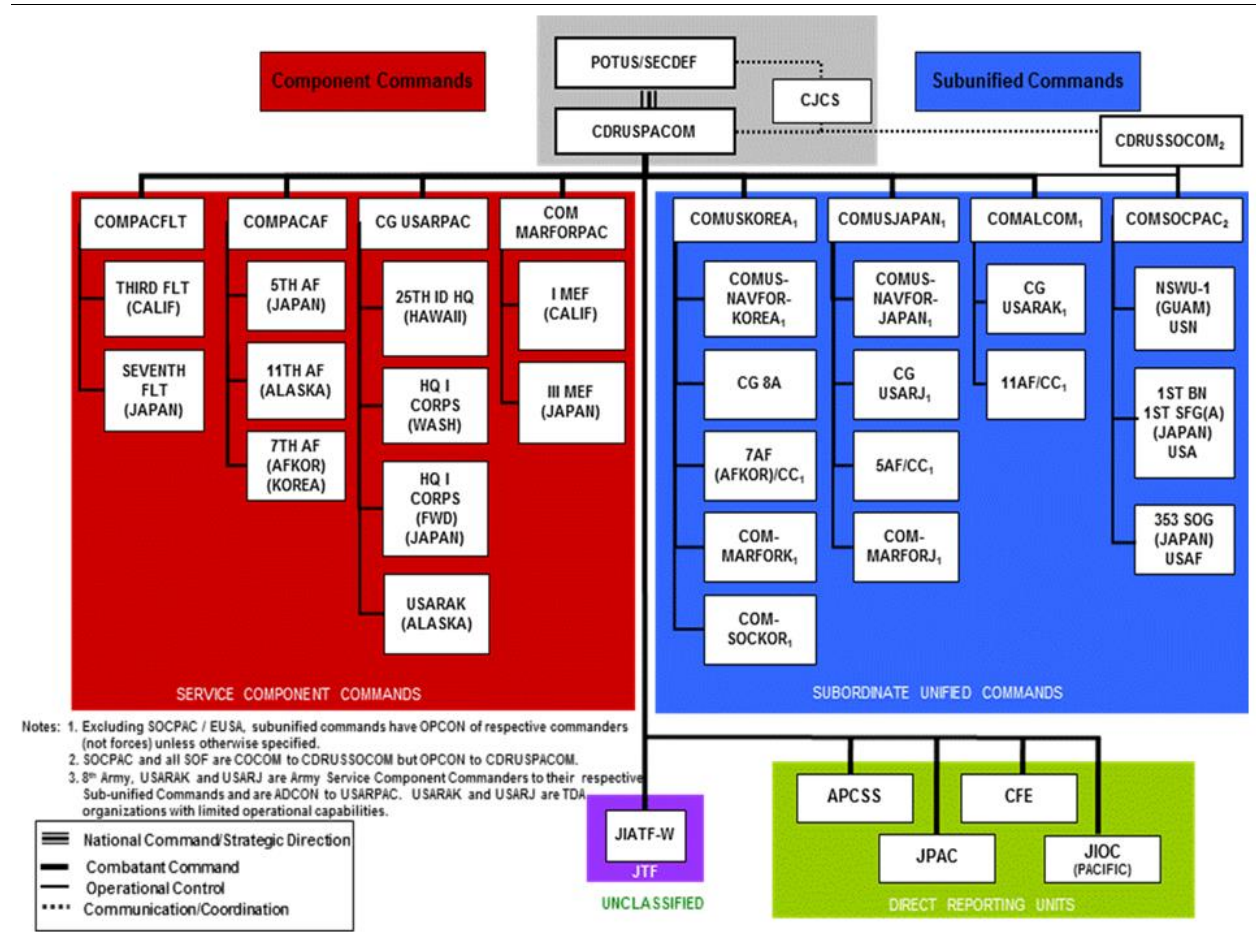 Component Commands
POTUS/SECDEF
CJCS
CDRUSPACOM
Subunified Commands
CDRUSSOCOM₂
COMPACFLT
THIRD FLT
(CALIF)
SEVENTH
FLT
(JAPAN)
COMPACAF
5TH AF
(JAPAN)
11TH AF
(ALASKA)
7TH AF
(AFKOR)
(KOREA)
CG USARPAC
25TH ID HQ
(HAWAII)
HQ I
CORPS
(WASH)
HQ I
CORPS
(FWD)
(JAPAN)
USARAK
(ALASKA)
COM
MARFORPAC
I MEF
(CALIF)
III MEF
(JAPAN)
SERVICE COMPONENT COMMANDS
COMUSKOREA₁
COMUS-
NAVFOR-
KOREA₁
CG 8A
7AF
(AFKOR)/CC₁
COM-
MARFORK₁
COM-
SOCKOR₁
COMUSJAPAN₁
COMUS-
NAVFOR-
JAPAN₁
CG
USARJ₁
5AF/CC₁
COM-
MARFORJ₁
COMALCOM₁
CG
USARAK₁
11AF/CC₁
COMSOCPAC₂
NSWU-1
(GUAM)
USN
1ST BN
1ST SFG(A)
(JAPAN)
USA
353 SOG
(JAPAN)
USAF
SUBORDINATE UNIFIED COMMANDS
Notes: 1. Excluding SOCPAC / EUSA, subunified commands have OPCON of respective commanders
(not forces) unless otherwise specified.
2. SOCPAC and all SOF are COCOM to CDRUSSOCOM but OPCON to CDRUSPACOM.
3. 8th Army, USARAK and USARJ are Army Service Component Commanders to their respective
Sub-unified Commands and are ADCON to USARPAC. USARAK and USARJ are TDA
organizations with limited operational capabilities.
National Command/Strategic Direction
Combatant Command
Operational Control
Communication/Coordination
JIATF-W
JTF
UNCLASSIFIED
APCSS
CFE
JPAC
JIOC
(PACIFIC)
DIRECT REPORTING UNITS